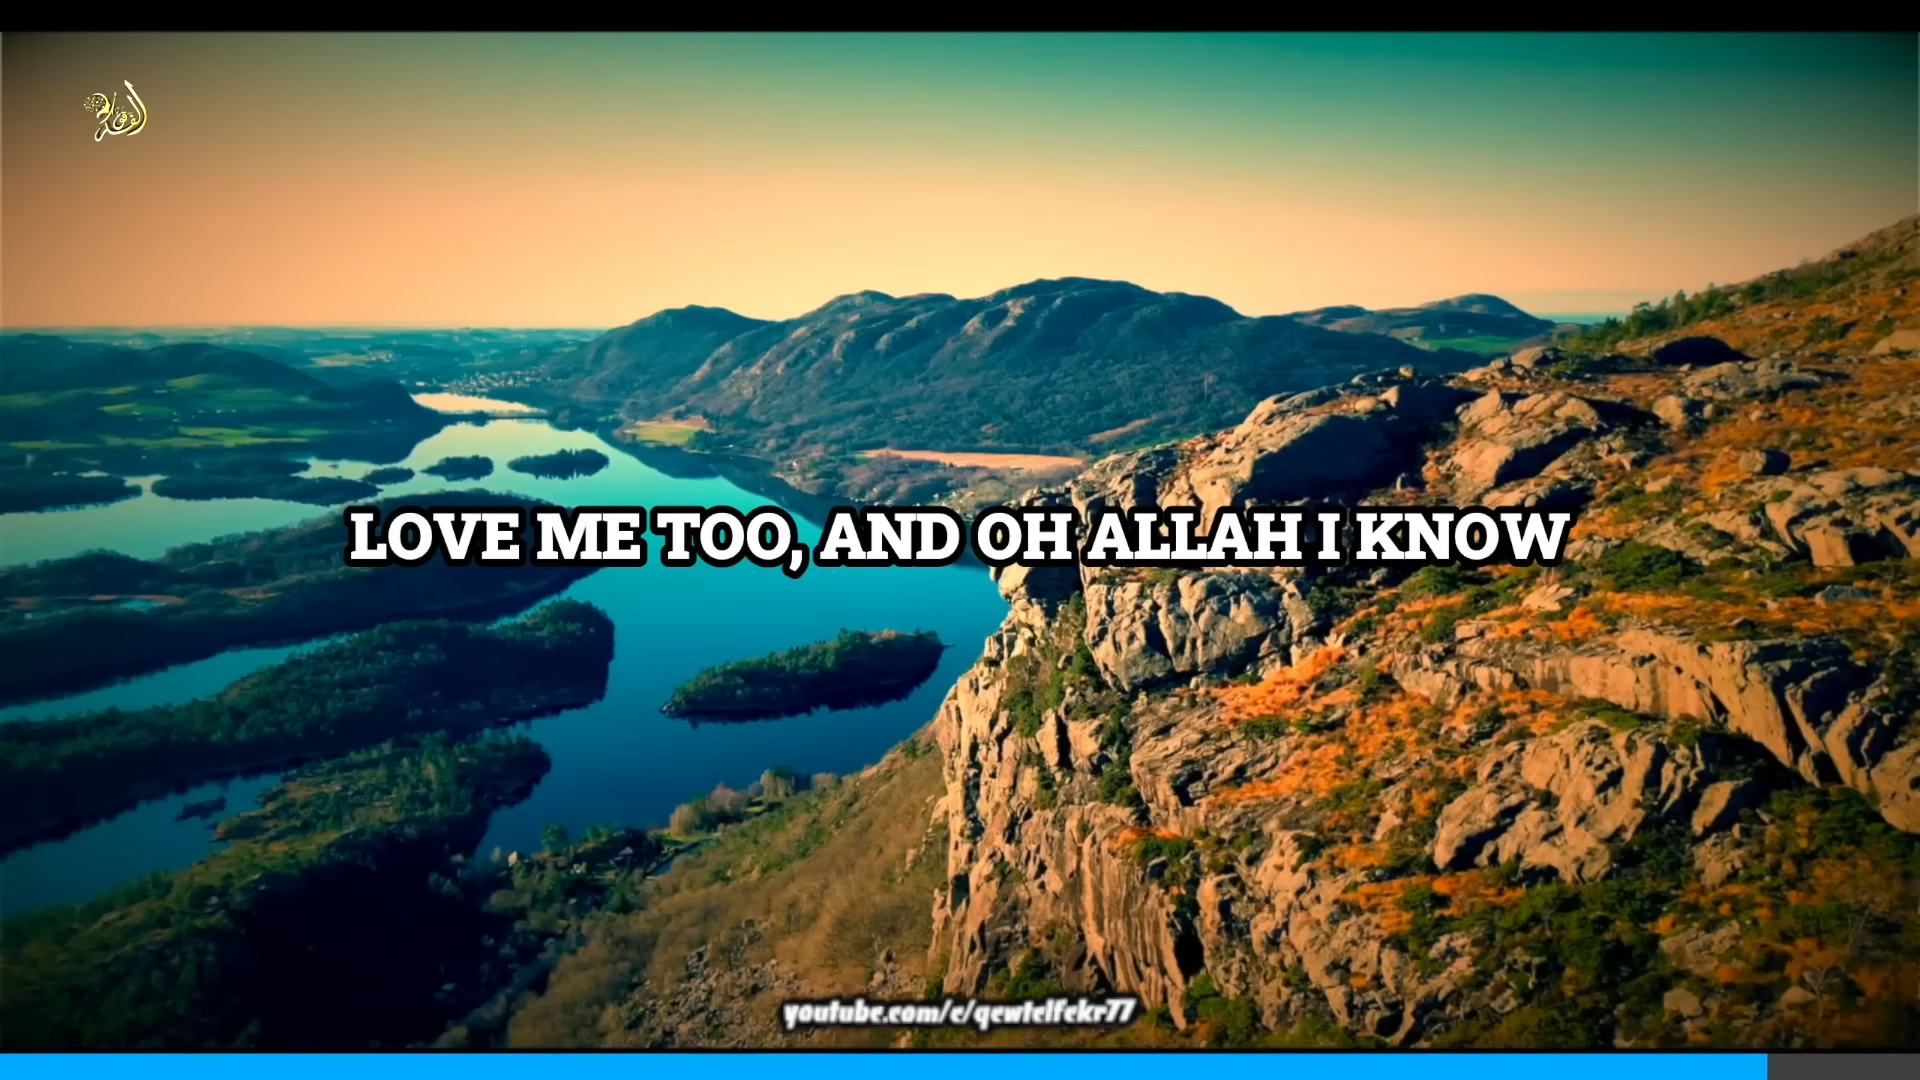 LOVE ME TOO, AND OH ALLAH I KNOW
youtube.com/c/qewtelfekr77